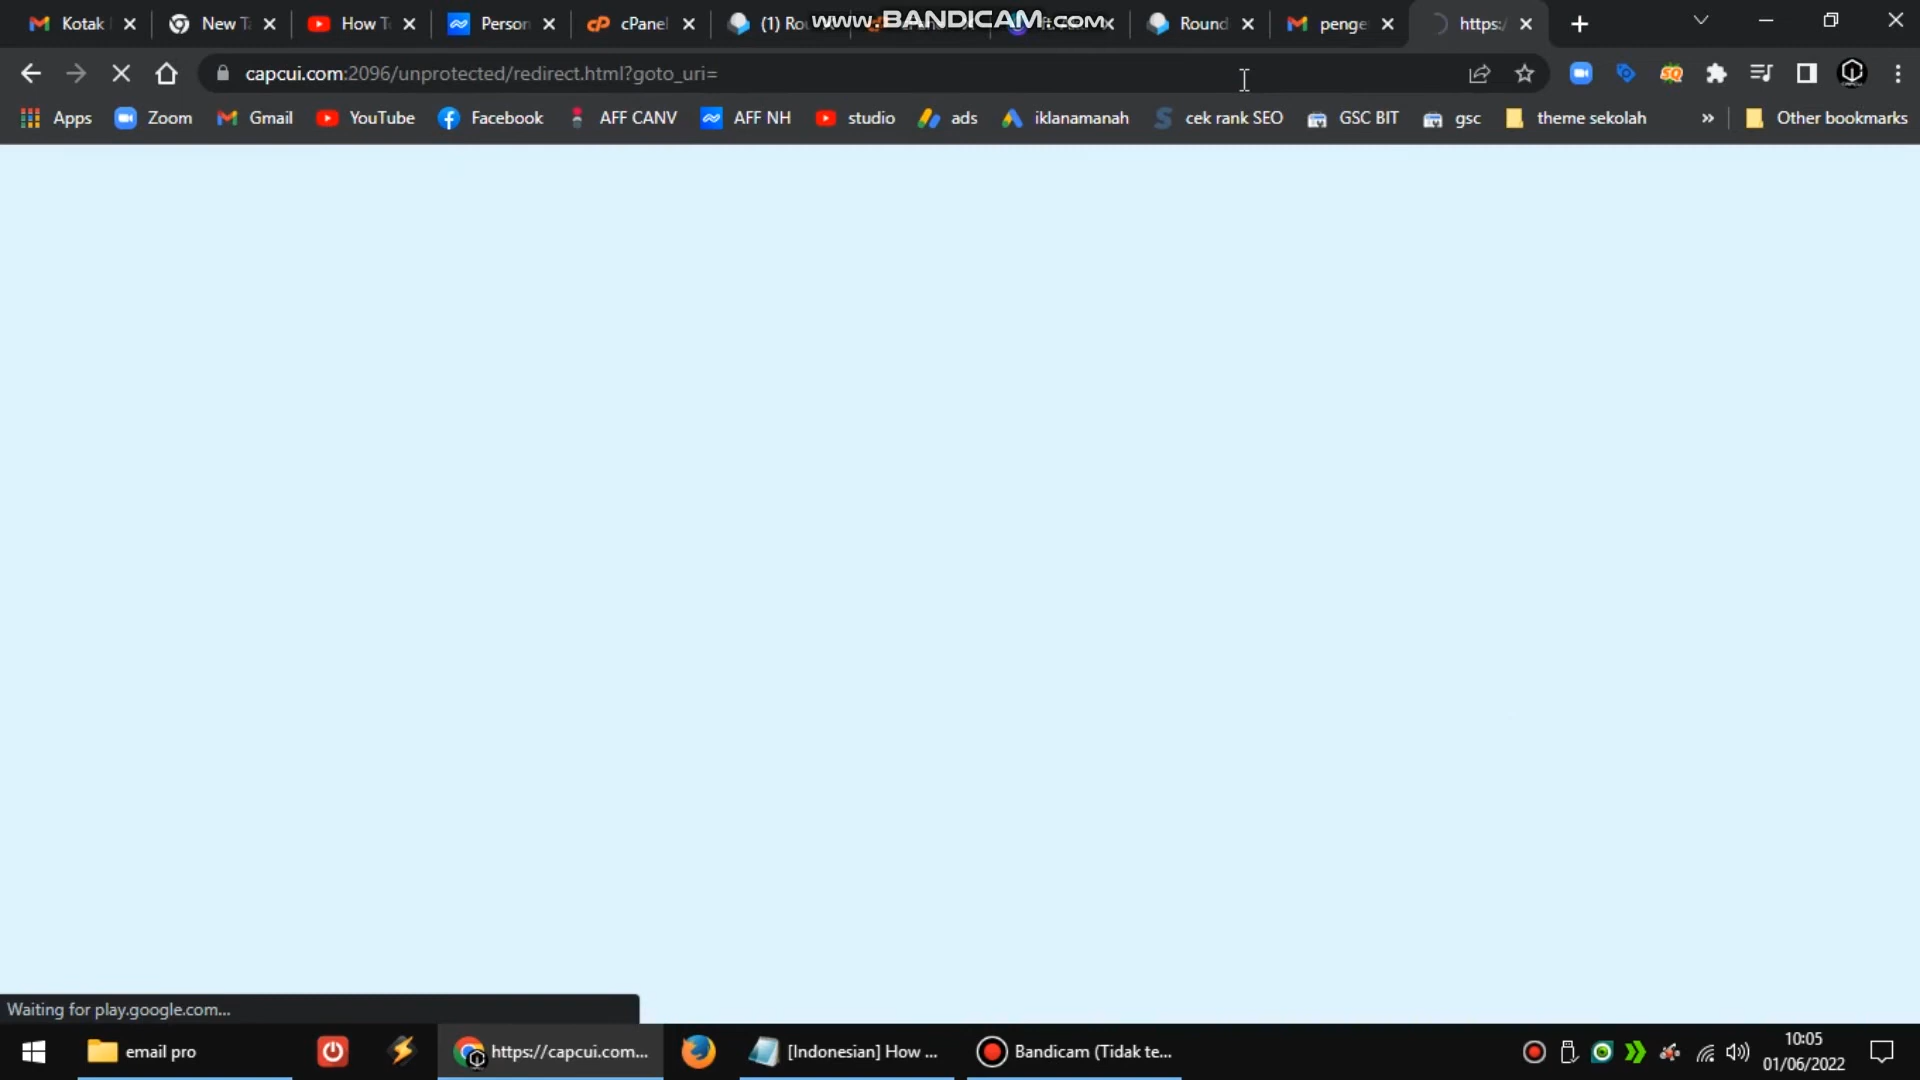 Kotak
New Ta
How To
Person
cPanel
(1) Ro
www.BANDICAM.com
Round
penge
https:/
capcui.com:2096/unprotected/redirect.html?goto_uri=
Apps
Zoom
Gmail
YouTube
Facebook
AFF CANV
AFF NH
studio
ads
iklanamanah
cek rank SEO
GSC BIT
gsc
theme sekolah
»
Other bookmarks
Waiting for play.google.com...
email pro
https://capcui.com...
[Indonesian] How ...
Bandicam (Tidak te...
10:05
01/06/2022